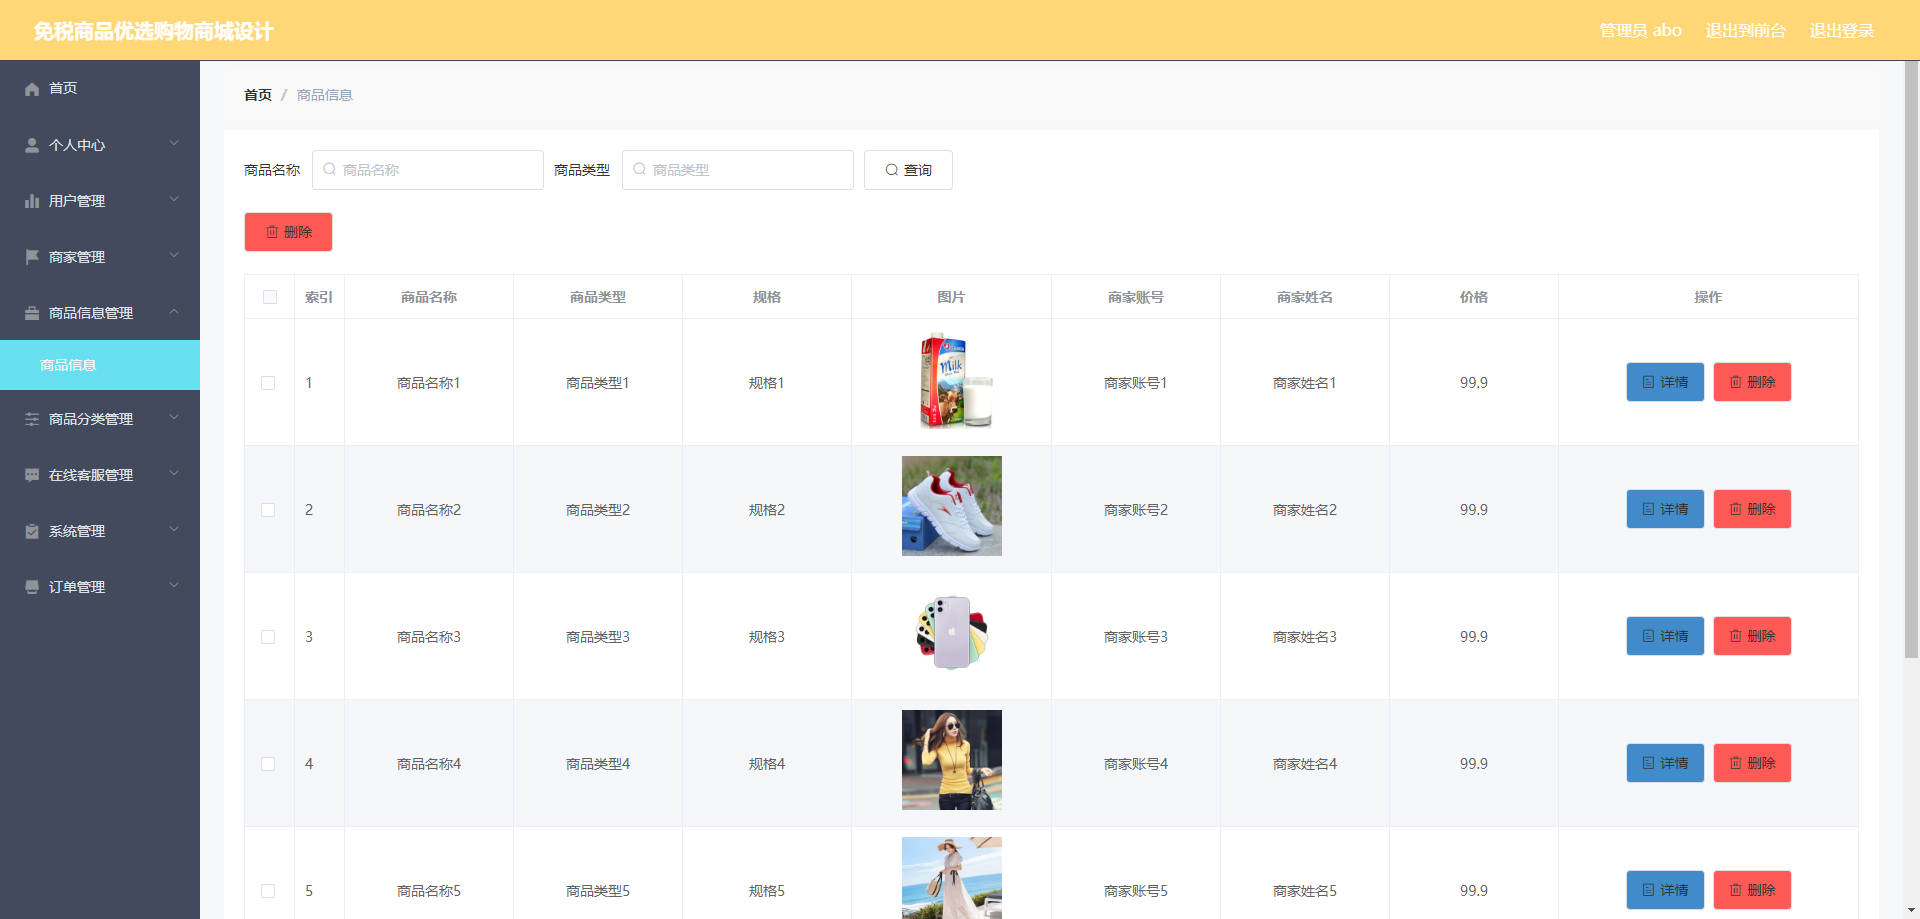 免税商品优选购物商城设计
管理员 abo 退出到前台 退出登录
首页
个人中心
用户管理
商家管理
商品信息管理
商品信息
商品分类管理
在线客服管理
系统管理
订单管理
首页 / 商品信息
商品名称 商品名称 商品类型 商品类型 查询
删除
索引 商品名称 商品类型 规格 图片 商家账号 商家姓名 价格 操作
Milk
1 商品名称1 商品类型1 规格1 商家账号1 商家姓名1 99.9 详情 删除
2 商品名称2 商品类型2 规格2 商家账号2 商家姓名2 99.9 详情 删除
3 商品名称3 商品类型3 规格3 商家账号3 商家姓名3 99.9 详情 删除
4 商品名称4 商品类型4 规格4 商家账号4 商家姓名4 99.9 详情 删除
5 商品名称5 商品类型5 规格5 商家账号5 商家姓名5 99.9 详情 删除